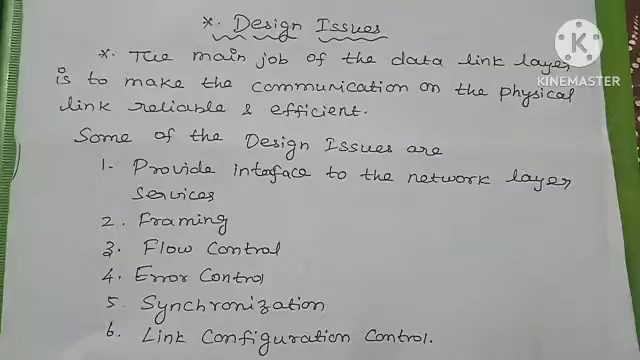 *. Design Issues
*. The main job of the data link layer
is to make the communication on the physical
link reliable & efficient.
Some of the Design Issues are
1. Provide interface to the network layer
services
2. Framing
3. Flow Control
4. Error Control
5 Synchronization
6. Link Configuration Control.
K
KINEMASTER